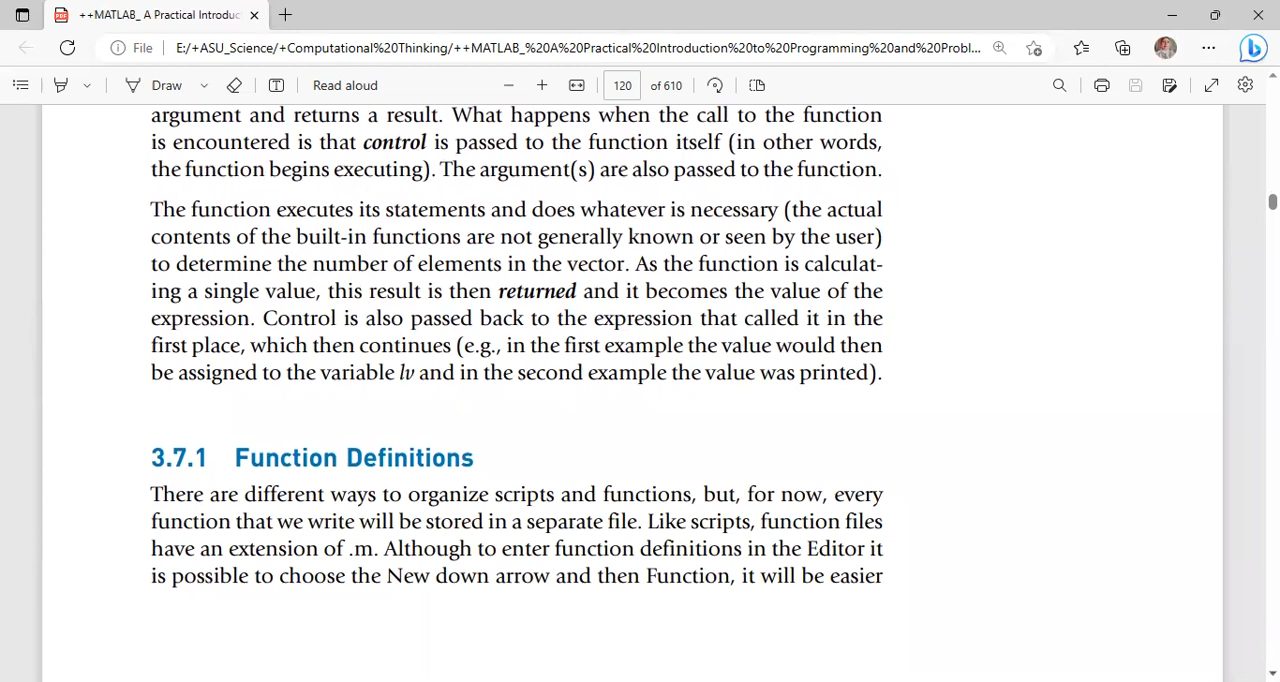 ++MATLAB_ A Practical Introduc
File
E:/+ASU_Science/+Computational%20Thinking/++MATLAB_%20A%20Practical%20Introduction%20to%20Programming%20and%20Probl...
Draw
Read aloud
120 of 610
argument and returns a result. What happens when the call to the function
is encountered is that control is passed to the function itself (in other words,
the function begins executing). The argument(s) are also passed to the function.
The function executes its statements and does whatever is necessary (the actual
contents of the built-in functions are not generally known or seen by the user)
to determine the number of elements in the vector. As the function is calculat-
ing a single value, this result is then returned and it becomes the value of the
expression. Control is also passed back to the expression that called it in the
first place, which then continues (e.g., in the first example the value would then
be assigned to the variable lv and in the second example the value was printed).
3.7.1 Function Definitions
There are different ways to organize scripts and functions, but, for now, every
function that we write will be stored in a separate file. Like scripts, function files
have an extension of .m. Although to enter function definitions in the Editor it
is possible to choose the New down arrow and then Function, it will be easier